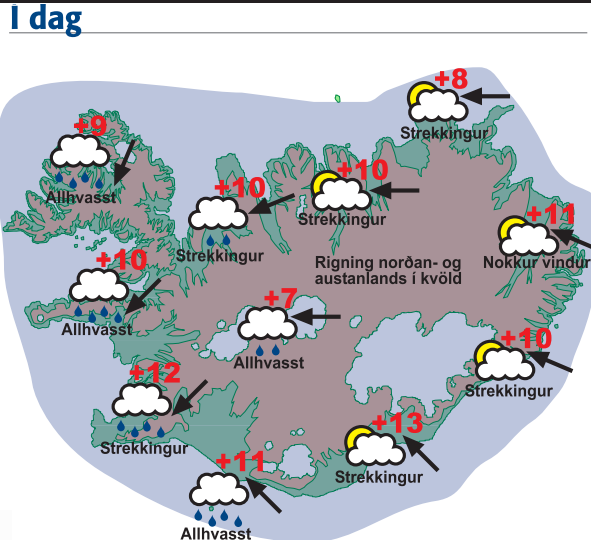 Í dag
+8
Strekkingur
+9
Allhvasst
+10
Strekkingur
+10
Strekkingur
+11
Nokkur vindur
Rigning norðan- og
austanlands í kvöld
+10
Allhvasst
+7
Allhvasst
+10
Strekkingur
+12
Strekkingur
+13
Strekkingur
+11
Allhvasst